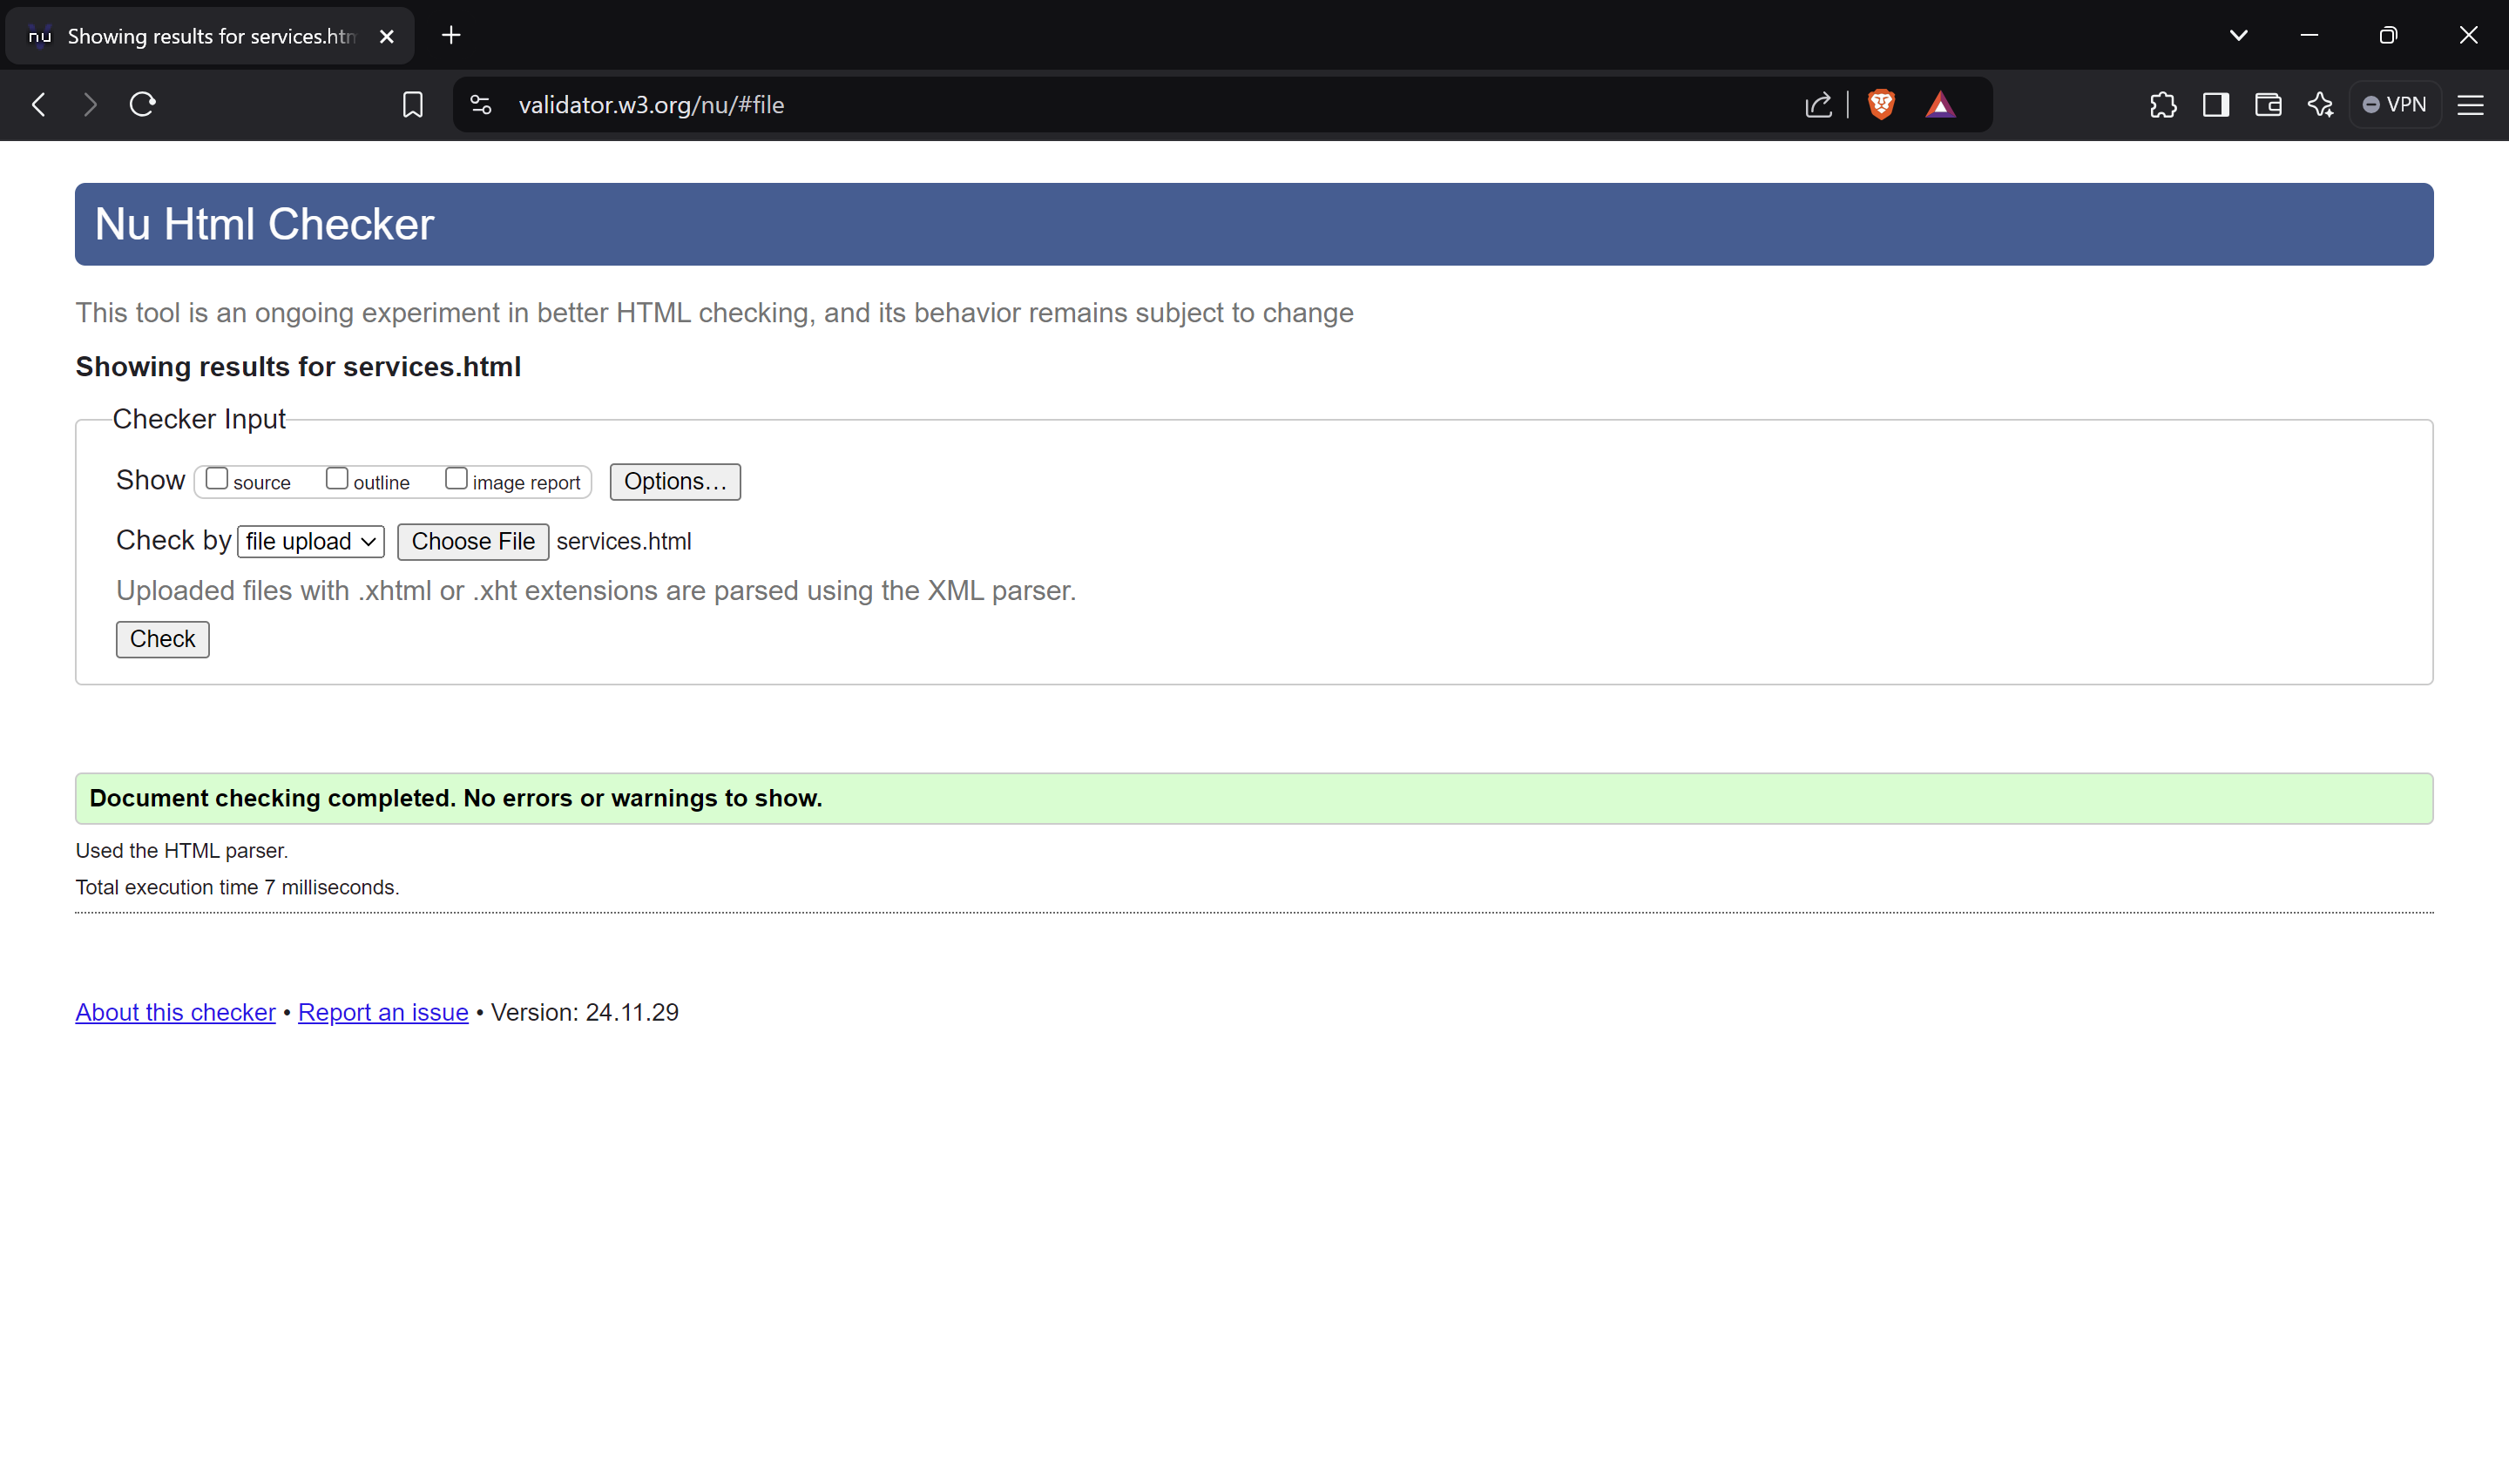 nu Showing results for services.htm
validator.w3.org/nu/#file
VPN
Nu Html Checker
This tool is an ongoing experiment in better HTML checking, and its behavior remains subject to change
Showing results for services.html
Checker Input
Show source outline image report Options...
Check by file upload Choose File services.html
Uploaded files with .xhtml or .xht extensions are parsed using the XML parser.
Check
Document checking completed. No errors or warnings to show.
Used the HTML parser.
Total execution time 7 milliseconds.
About this checker • Report an issue • Version: 24.11.29